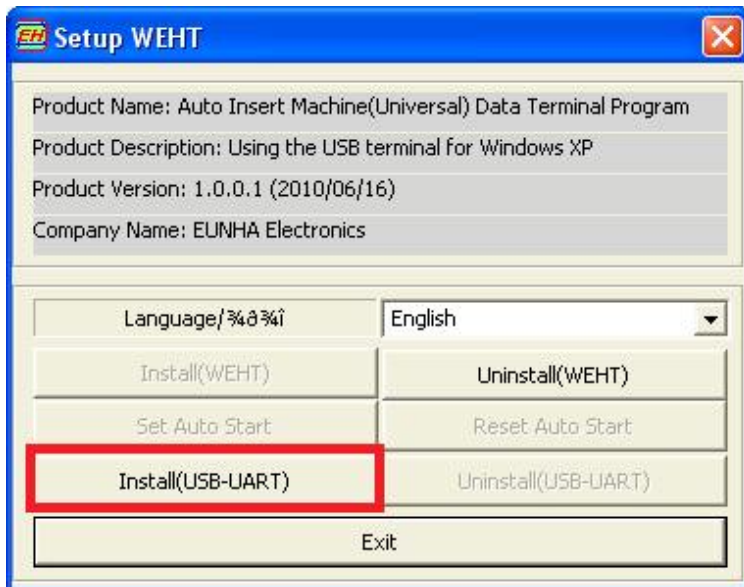 EH Setup WEHT
Product Name: Auto Insert Machine(Universal) Data Terminal Program
Product Description: Using the USB terminal for Windows XP
Product Version: 1.0.0.1 (2010/06/16)
Company Name: EUNHA Electronics
Language/¾ð¾î English
Install(WEHT) Uninstall(WEHT)
Set Auto Start Reset Auto Start
Install(USB-UART) Uninstall(USB-UART)
Exit